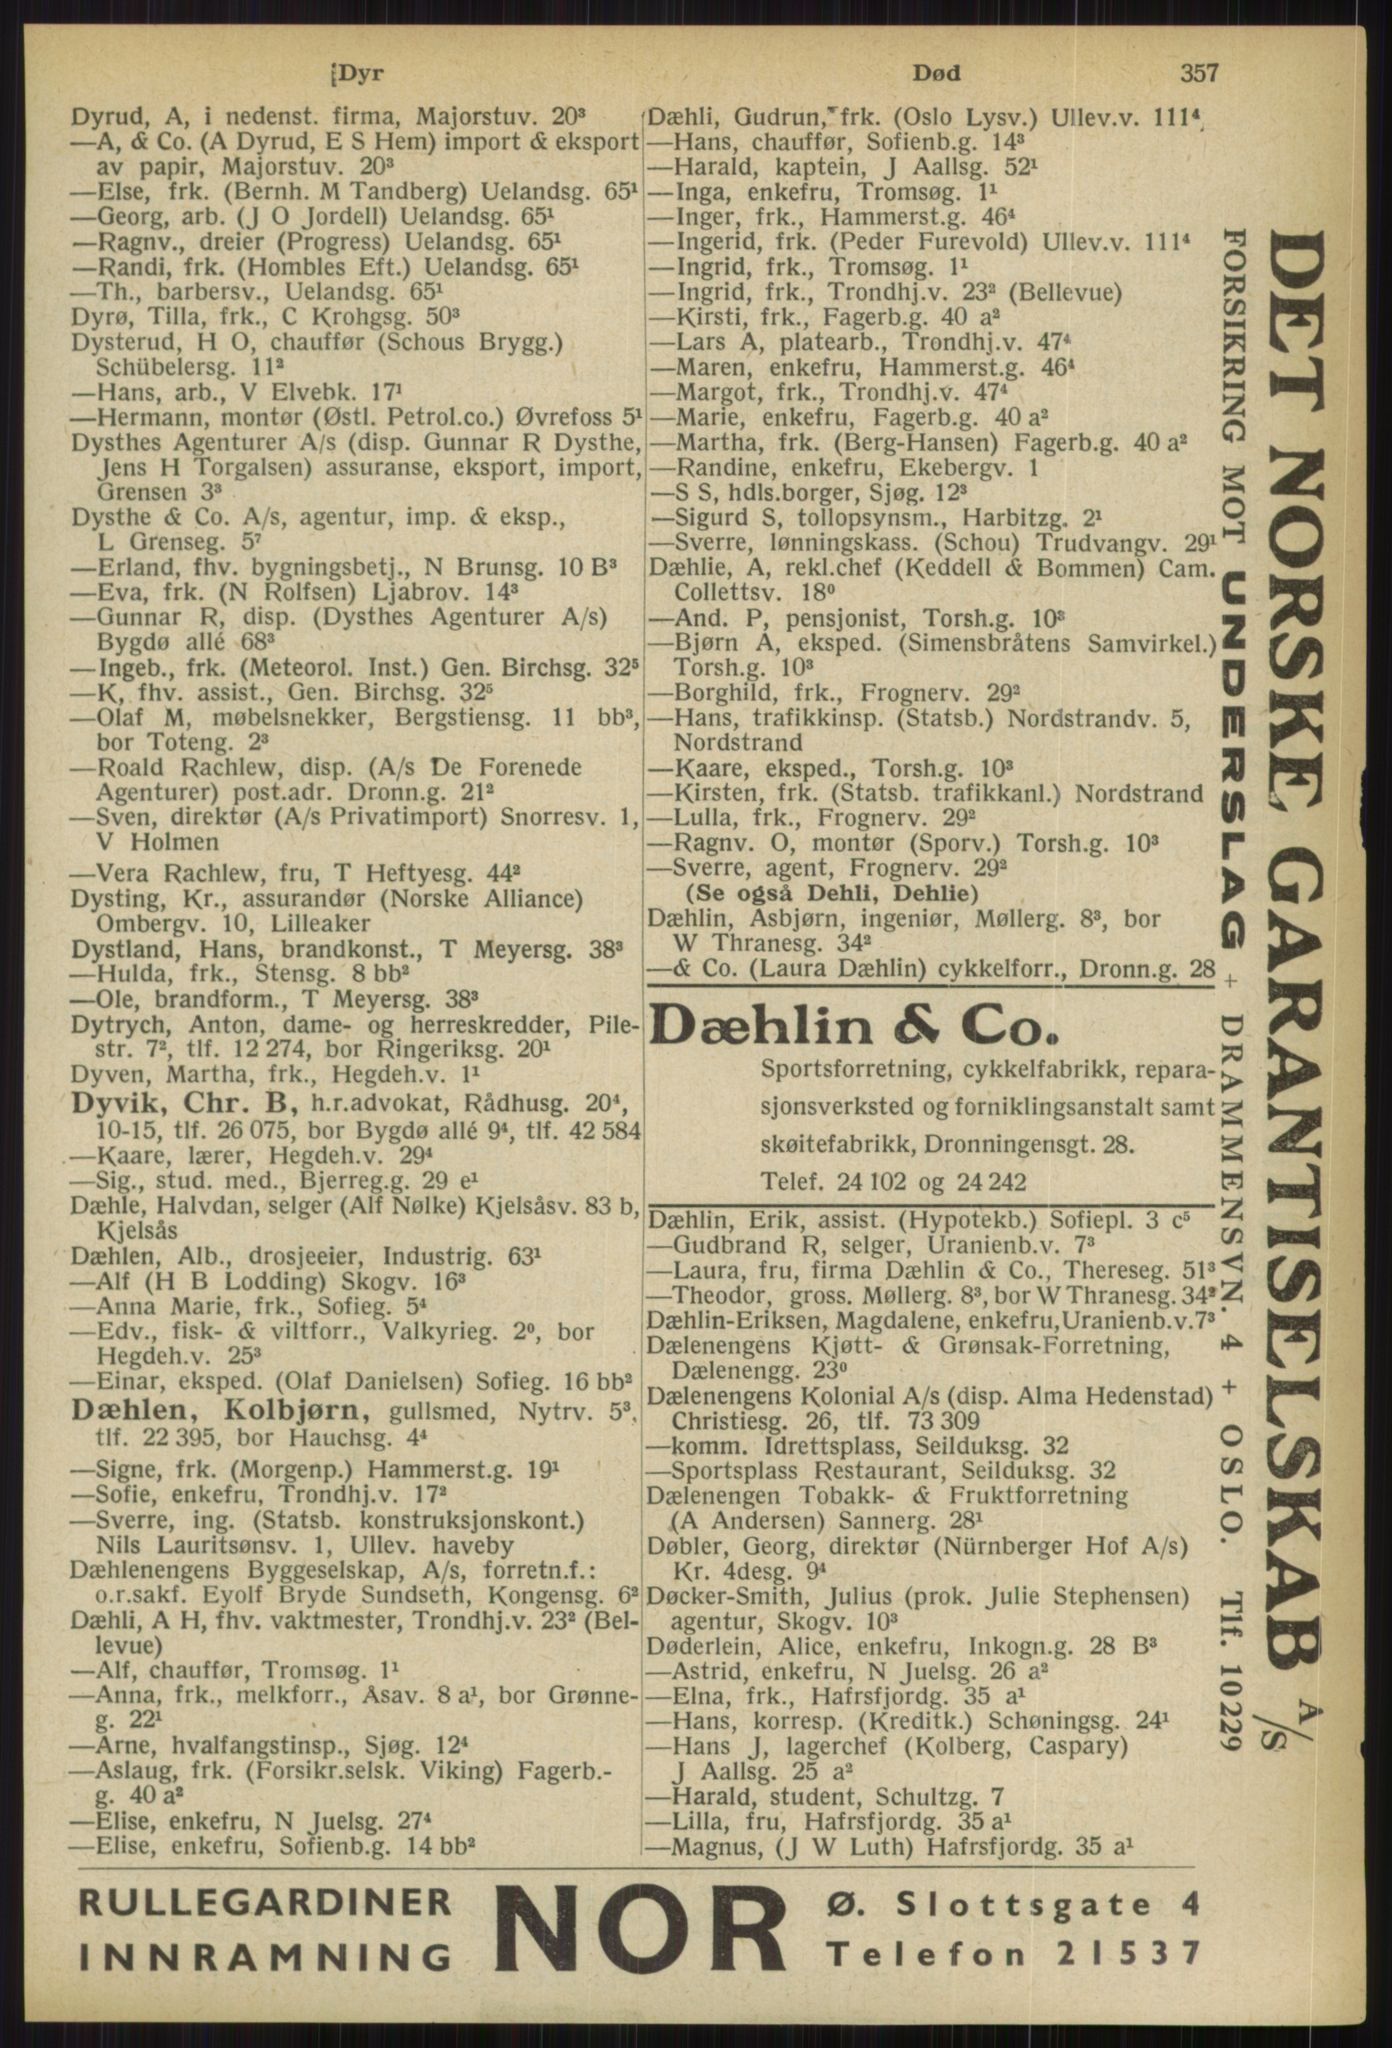 Dyr
Død
357
Dyrud, A, i nedenst. firma, Majorstuv. 20³
—A, & Co. (A Dyrud, E S Hem) import & eksport
av papir, Majorstuv. 20³
—Else, frk. (Bernh. M Tandberg) Uelandsg. 65¹
—Georg, arb. (J O Jordell) Uelandsg. 65¹
—Ragnv., dreier (Progress) Uelandsg. 65¹
—Randi, frk. (Hombles Eft.) Uelandsg. 65¹
—Th., barbersv., Uelandsg. 65¹
Dyrø, Tilla, frk., C Krohgsg. 50³
Dysterud, H O, chauffør (Schous Brygg.)
Schübelersg. 11²
—Hans, arb., V Elvebk. 17¹
—Hermann, montør (Østl. Petrol.co.) Øvrefoss 5¹
Dysthes Agenturer A/s (disp. Gunnar R Dysthe,
Jens H Torgalsen) assuranse, eksport, import,
Grensen 3³
Dysthe & Co. A/s, agentur, imp. & eksp.,
L Grenseg. 5⁷
—Erland, fhv. bygningsbetj., N Brunsg. 10 B³
—Eva, frk. (N Rolfsen) Ljabrov. 14³
—Gunnar R, disp. (Dysthes Agenturer A/s)
Bygdø allé 68³
—Ingeb., frk. (Meteorol. Inst.) Gen. Birchsg. 32⁵
—K, fhv. assist., Gen. Birchsg. 32⁵
—Olaf M, møbelsnekker, Bergstiensg. 11 bb³,
bor Toteng. 2³
—Roald Rachlew, disp. (A/s De Forenede
Agenturer) post.adr. Dronn.g. 21²
—Sven, direktør (A/s Privatimport) Snorresv. 1,
V Holmen
—Vera Rachlew, fru, T Heftyesg. 44²
Dysting, Kr., assurandør (Norske Alliance)
Ombergv. 10, Lilleaker
Dystland, Hans, brandkonst., T Meyersg. 38³
—Hulda, frk., Stensg. 8 bb²
—Ole, brandform., T Meyersg. 38³
Dytrych, Anton, dame- og herreskredder, Pile-
str. 7², tlf. 12 274, bor Ringeriksg. 20¹
Dyven, Martha, frk., Hegdeh.v. 1¹
Dyvik, Chr. B, h.r.advokat, Rådhusg. 20⁴,
10-15, tlf. 26 075, bor Bygdø allé 9⁴, tlf. 42 584
—Kaare, lærer, Hegdeh.v. 29⁴
—Sig., stud. med., Bjerreg.g. 29 e¹
Dæhle, Halvdan, selger (Alf Nølke) Kjelsåsv. 83 b,
Kjelsås
Dæhlen, Alb., drosjeeier, Industrig. 63¹
—Alf (H B Lodding) Skogv. 16³
—Anna Marie, frk., Sofieg. 5⁴
—Edv., fisk- & viltforr., Valkyrieg. 2⁰, bor
Hegdeh.v. 25³
—Einar, eksped. (Olaf Danielsen) Sofieg. 16 bb²
Dæhlen, Kolbjørn, gullsmed, Nytrv. 5³,
tlf. 22 395, bor Hauchsg. 4⁴
—Signe, frk. (Morgenp.) Hammerst.g. 19¹
—Sofie, enkefru, Trondhj.v. 17²
—Sverre, ing. (Statsb. konstruksjonskont.)
Nils Lauritsønsv. 1, Ullev. haveby
Dæhlenengens Byggeselskap, A/s, forretn.f.:
o.r.sakf. Eyolf Bryde Sundseth, Kongensg. 6²
Dæhli, A H, fhv. vaktmester, Trondhj.v. 23² (Bel-
levue)
—Alf, chauffør, Tromsøg. 1¹
—Anna, frk., melkforr., Åsav. 8 a¹, bor Grønne-
g. 22¹
—Arne, hvalfangstinsp., Sjøg. 12⁴
—Aslaug, frk. (Forsikr.selsk. Viking) Fagerb.-
g. 40 a²
—Elise, enkefru, N Juelsg. 27⁴
—Elise, enkefru, Sofienb.g. 14 bb²
Dæhli, Gudrun, frk. (Oslo Lysv.) Ullev.v. 111⁴
—Hans, chauffør, Sofienb.g. 14³
—Harald, kaptein, J Aallsg. 52¹
—Inga, enkefru, Tromsøg. 1¹
—Inger, frk., Hammerst.g. 46⁴
—Ingerid, frk. (Peder Furevold) Ullev.v. 111⁴
—Ingrid, frk., Tromsøg. 1¹
—Ingrid, frk., Trondhj.v. 23² (Bellevue)
—Kirsti, frk., Fagerb.g. 40 a²
—Lars A, platearb., Trondhj.v. 47⁴
—Maren, enkefru, Hammerst.g. 46⁴
—Margot, frk., Trondhj.v. 47⁴
—Marie, enkefru, Fagerb.g. 40 a²
—Martha, frk. (Berg-Hansen) Fagerb.g. 40 a²
—Randine, enkefru, Ekebergv. 1
—S S, hdls.borger, Sjøg. 12³
—Sigurd S, tollopsynsm., Harbitzg. 2¹
—Sverre, lønningskass. (Schou) Trudvangv. 29¹
Dæhlie, A, rekl.chef (Keddell & Bommen) Cam.
Collettsv. 18⁰
—And. P, pensjonist, Torsh.g. 10³
—Bjørn A, eksped. (Simensbråtens Samvirkel.)
Torsh.g. 10³
—Borghild, frk., Frognerv. 29²
—Hans, trafikkinsp. (Statsb.) Nordstrandv. 5,
Nordstrand
—Kaare, eksped., Torsh.g. 10³
—Kirsten, frk. (Statsb. trafikkanl.) Nordstrand
—Lulla, frk., Frognerv. 29²
—Ragnv. O, montør (Sporv.) Torsh.g. 10³
—Sverre, agent, Frognerv. 29²
(Se også Dehli, Dehlie)
Dæhlin, Asbjørn, ingeniør, Møllerg. 8³, bor
W Thranesg. 34²
—& Co. (Laura Dæhlin) cykkelforr., Dronn.g. 28
Dæhlin & Co.
Sportsforretning, cykkelfabrikk, repara-
sjonsverksted og forniklingsanstalt samt
skøitefabrikk, Dronningensgt. 28.
Telef. 24 102 og 24 242
Dæhlin, Erik, assist. (Hypotekb.) Sofiepl. 3 c⁵
—Gudbrand R, selger, Uranienb.v. 7³
—Laura, fru, firma Dæhlin & Co., Thereseg. 51³
—Theodor, gross. Møllerg. 8³, bor W Thranesg. 34²
Dæhlin-Eriksen, Magdalene, enkefru, Uranienb.v. 7³
Dælenengens Kjøtt- & Grønsak-Forretning,
Dælenengg. 23⁰
Dælenengens Kolonial A/s (disp. Alma Hedenstad)
Christiesg. 26, tlf. 73 309
—komm. Idrettsplass, Seilduksg. 32
—Sportsplass Restaurant, Seilduksg. 32
Dælenengen Tobakk- & Fruktforretning
(A Andersen) Sannerg. 28¹
Døbler, Georg, direktør (Nürnberger Hof A/s)
Kr. 4desg. 9⁴
Døcker-Smith, Julius (prok. Julie Stephensen)
agentur, Skogv. 10³
Døderlein, Alice, enkefru, Inkogn.g. 28 B³
—Astrid, enkefru, N Juelsg. 26 a²
—Elna, frk., Hafrsfjordg. 35 a¹
—Hans, korresp. (Kreditk.) Schøningsg. 24¹
—Hans J, lagerchef (Kolberg, Caspary)
J Aallsg. 25 a²
—Harald, student, Schultzg. 7
—Lilla, fru, Hafrsfjordg. 35 a¹
—Magnus, (J W Luth) Hafrsfjordg. 35 a¹
DET NORSKE GARANTISELSKAB A/S
FORSIKRING MOT UNDERSLAG + DRAMMENSVN. 4 + OSLO. Tlf. 10229
RULLEGARDINER
INNRAMNING
NOR
Ø. Slottsgate 4
Telefon 21537